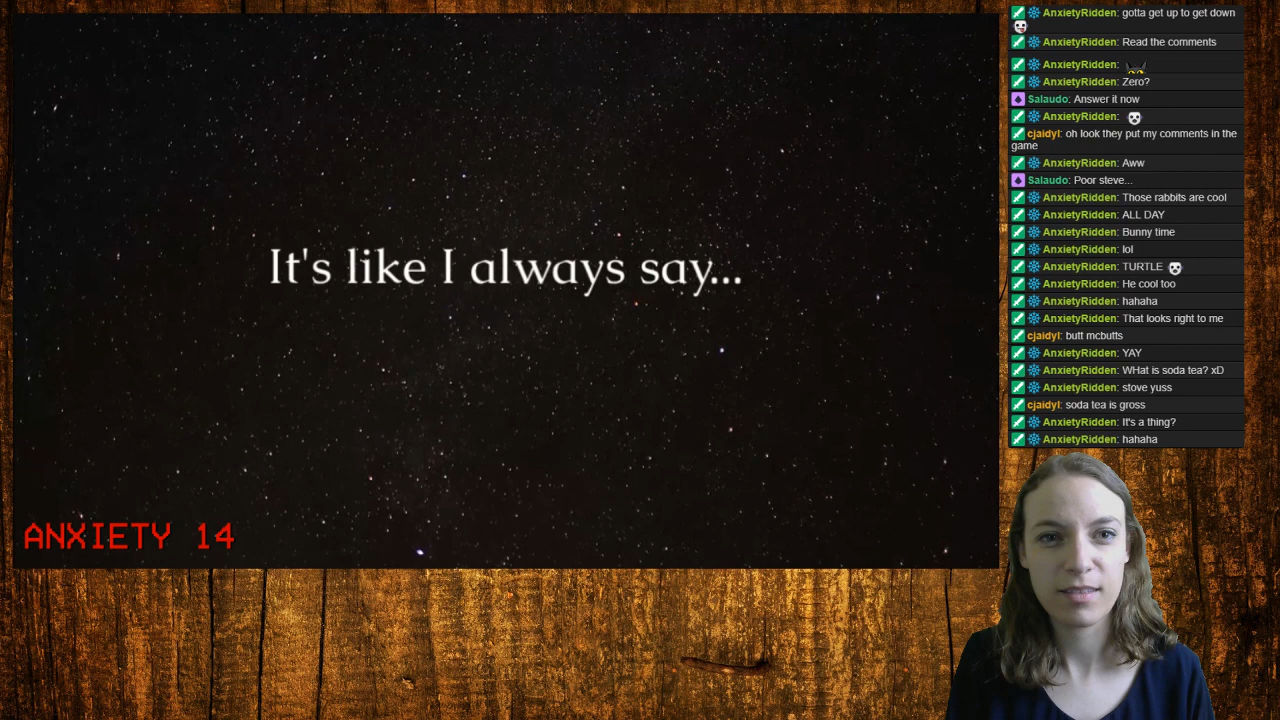 It's like I always say...
ANXIETY 14
AnxietyRidden: gotta get up to get down
AnxietyRidden: Read the comments
AnxietyRidden:
AnxietyRidden: Zero?
Salaudo: Answer it now
AnxietyRidden:
cjaidyl: oh look they put my comments in the
game
AnxietyRidden: Aww
Salaudo: Poor steve...
AnxietyRidden: Those rabbits are cool
AnxietyRidden: ALL DAY
AnxietyRidden: Bunny time
AnxietyRidden: lol
AnxietyRidden: TURTLE
AnxietyRidden: He cool too
AnxietyRidden: hahaha
AnxietyRidden: That looks right to me
cjaidyl: butt mcbutts
AnxietyRidden: YAY
AnxietyRidden: WHat is soda tea? xD
AnxietyRidden: stove yuss
cjaidyl: soda tea is gross
AnxietyRidden: It's a thing?
AnxietyRidden: hahaha